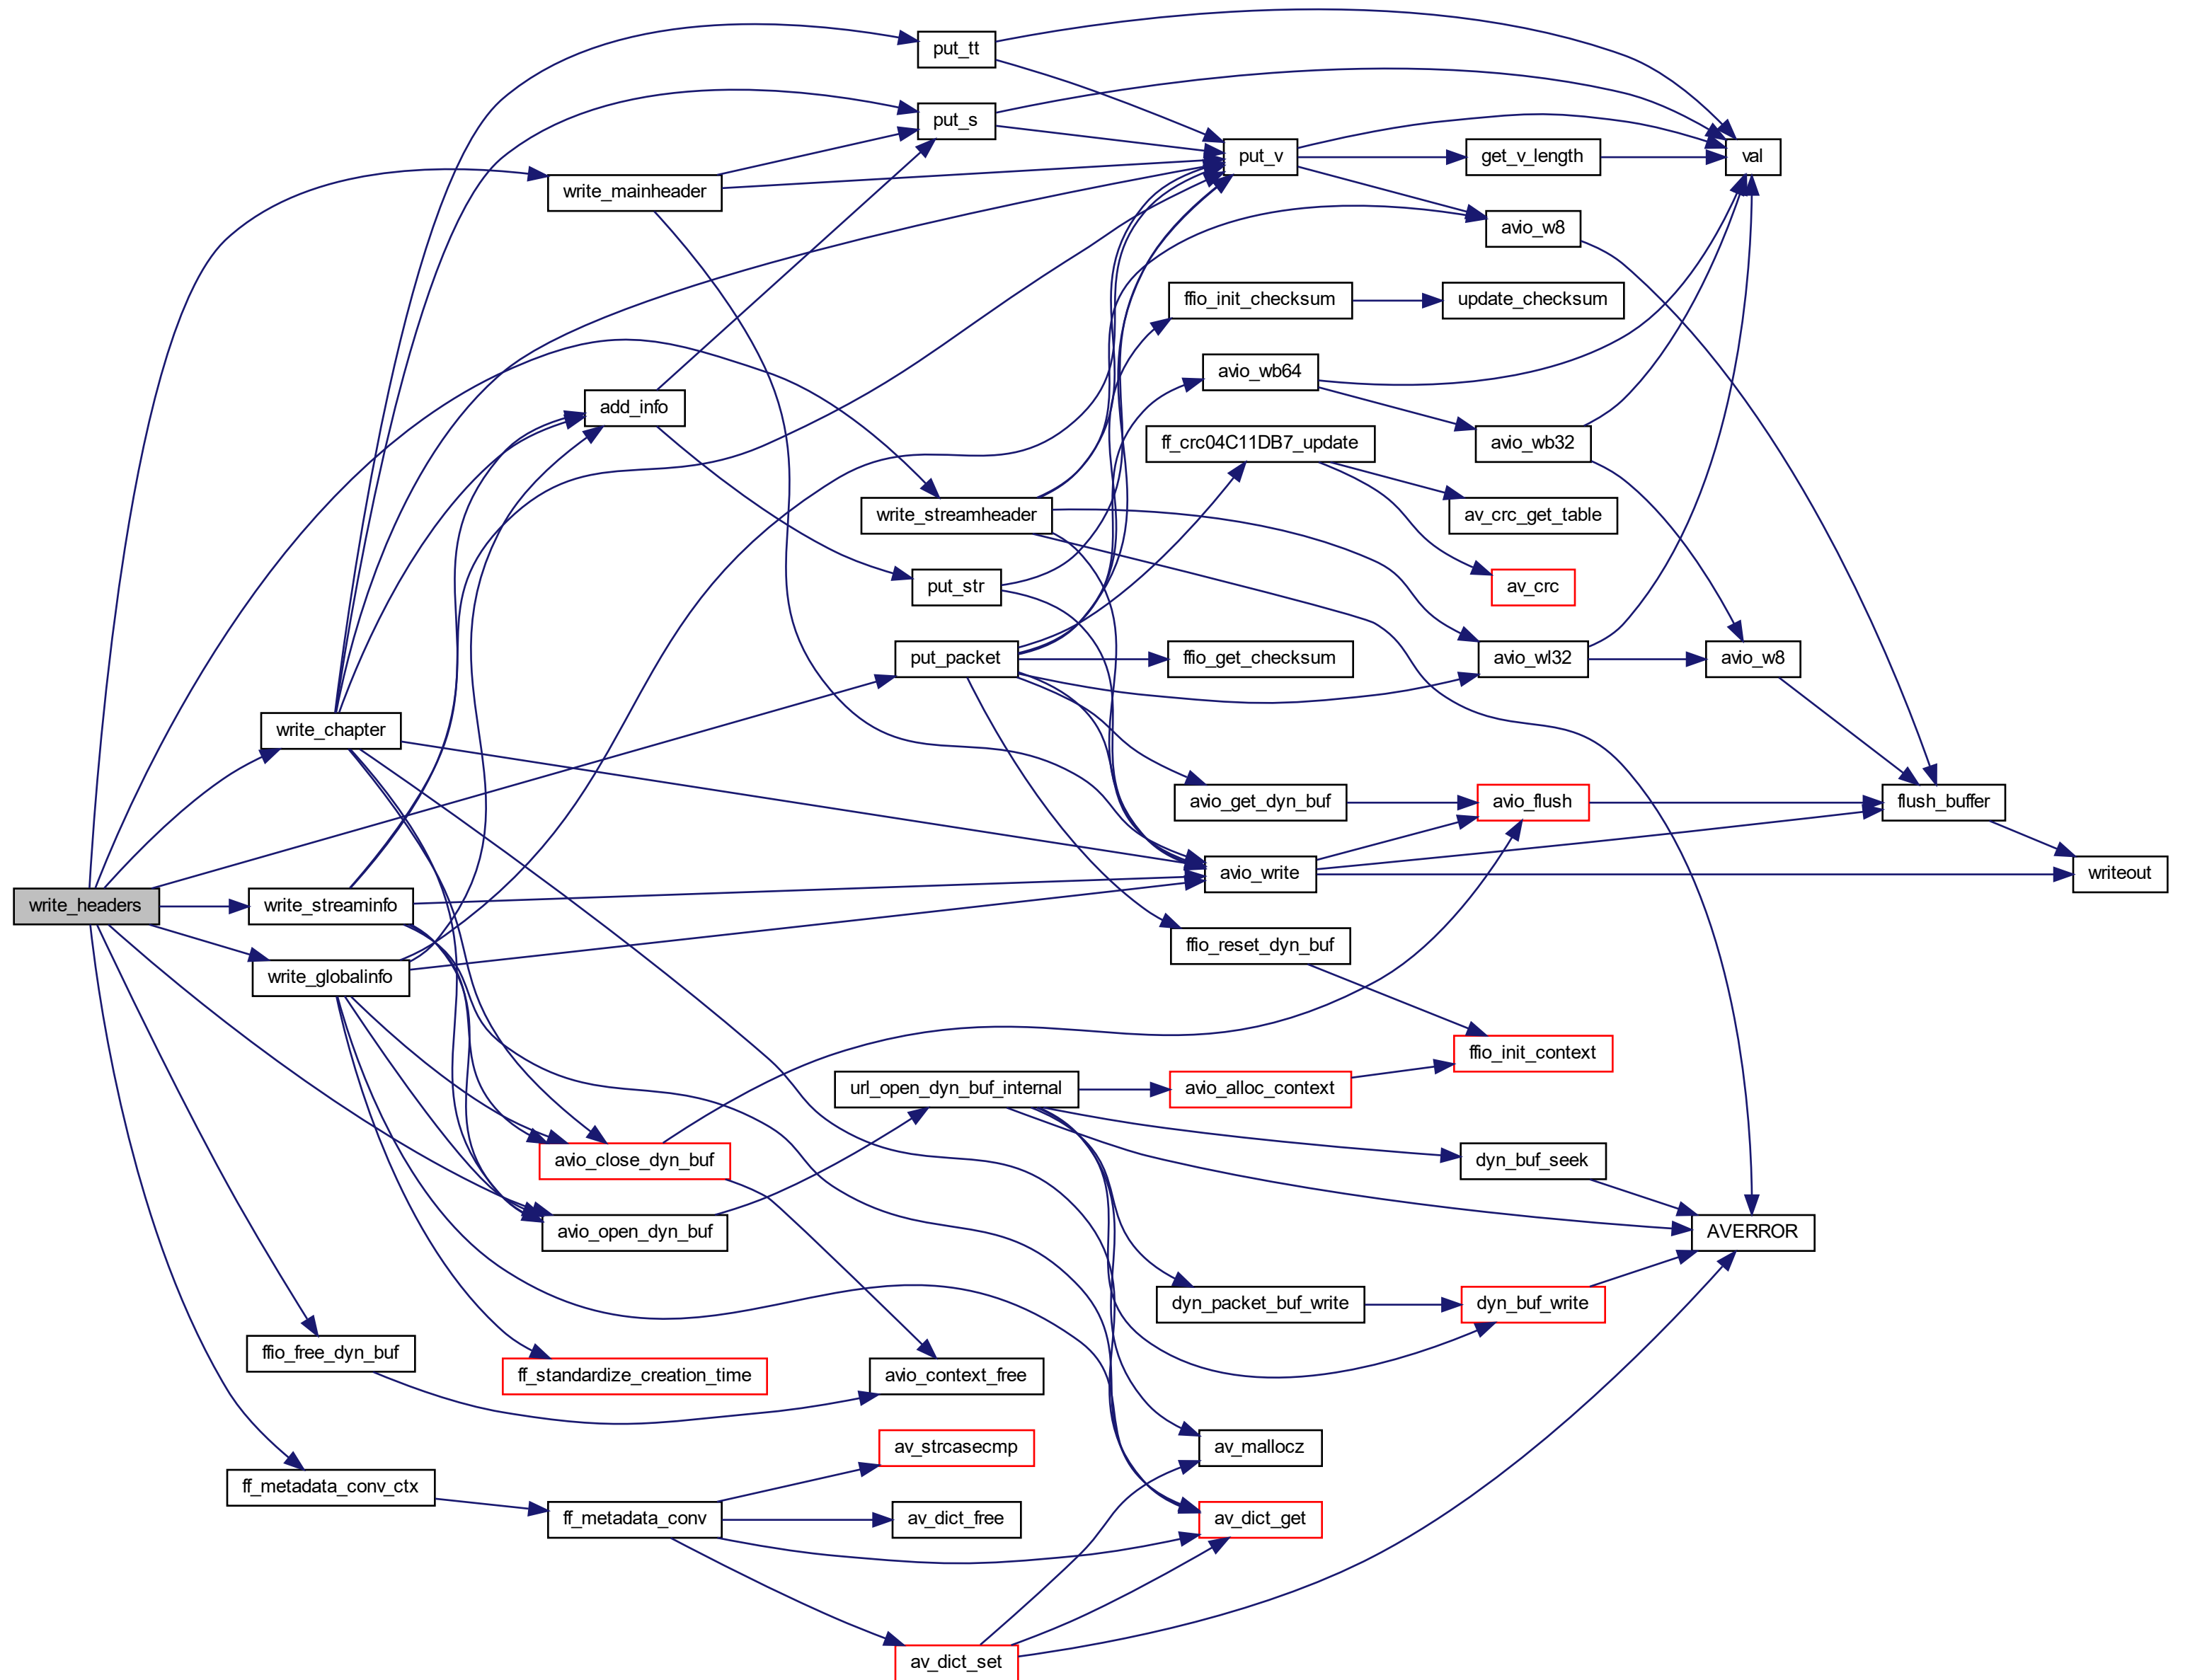 put_tt
put_s
put_v
get_v_length
val
write_mainheader
avio_w8
ffio_init_checksum
update_checksum
avio_wb64
add_info
avio_wb32
ff_crc04C11DB7_update
write_streamheader
av_crc_get_table
put_str
av_crc
put_packet
ffio_get_checksum
avio_wl32
avio_w8
write_chapter
avio_get_dyn_buf
avio_flush
flush_buffer
avio_write
writeout
write_headers
write_streaminfo
ffio_reset_dyn_buf
write_globalinfo
ffio_init_context
url_open_dyn_buf_internal
avio_alloc_context
avio_close_dyn_buf
dyn_buf_seek
avio_open_dyn_buf
AVERROR
dyn_packet_buf_write
dyn_buf_write
ffio_free_dyn_buf
ff_standardize_creation_time
avio_context_free
av_strcasecmp
av_mallocz
ff_metadata_conv_ctx
ff_metadata_conv
av_dict_free
av_dict_get
av_dict_set